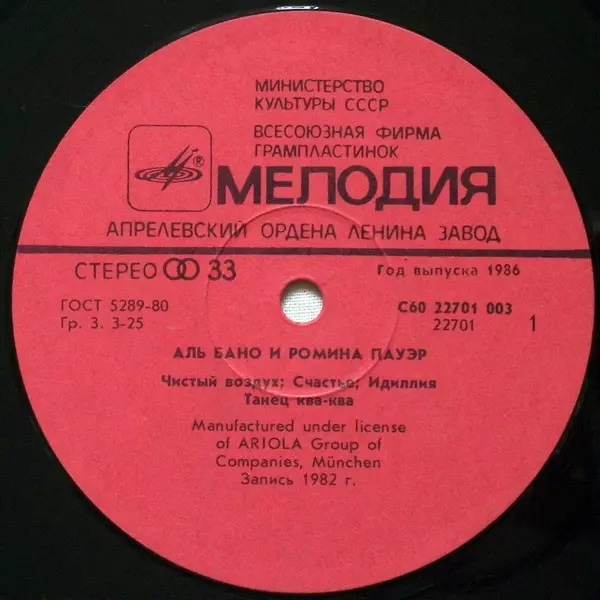 МИНИСТЕРСТВО
КУЛЬТУРЫ СССР
ВСЕСОЮЗНАЯ ФИРМА
ГРАМПЛАСТИНОК
®
МЕЛОДИЯ
АПРЕЛЕВСКИЙ ОРДЕНА ЛЕНИНА ЗАВОД
СТЕРЕО 33
Год выпуска 1986
ГОСТ 5289-80
С60 22701 003
Гр. 3. 3-25
22701
1
АЛЬ БАНО И РОМИНА ПАУЭР
Чистый воздух; Счастье; Идиллия
Танец ква-ква
Manufactured under license
of ARIOLA Group of
Companies, München
Запись 1982 г.